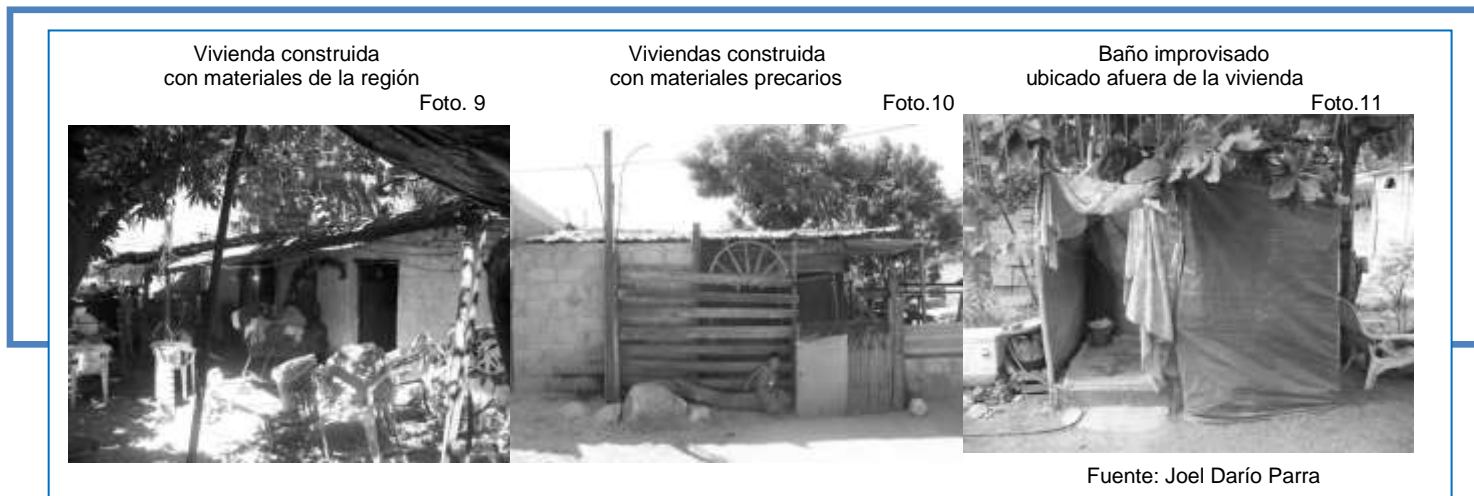 Vivienda construida
con materiales de la región
Foto. 9
Viviendas construida
con materiales precarios
Foto.10
Baño improvisado
ubicado afuera de la vivienda
Foto.11
Fuente: Joel Darío Parra